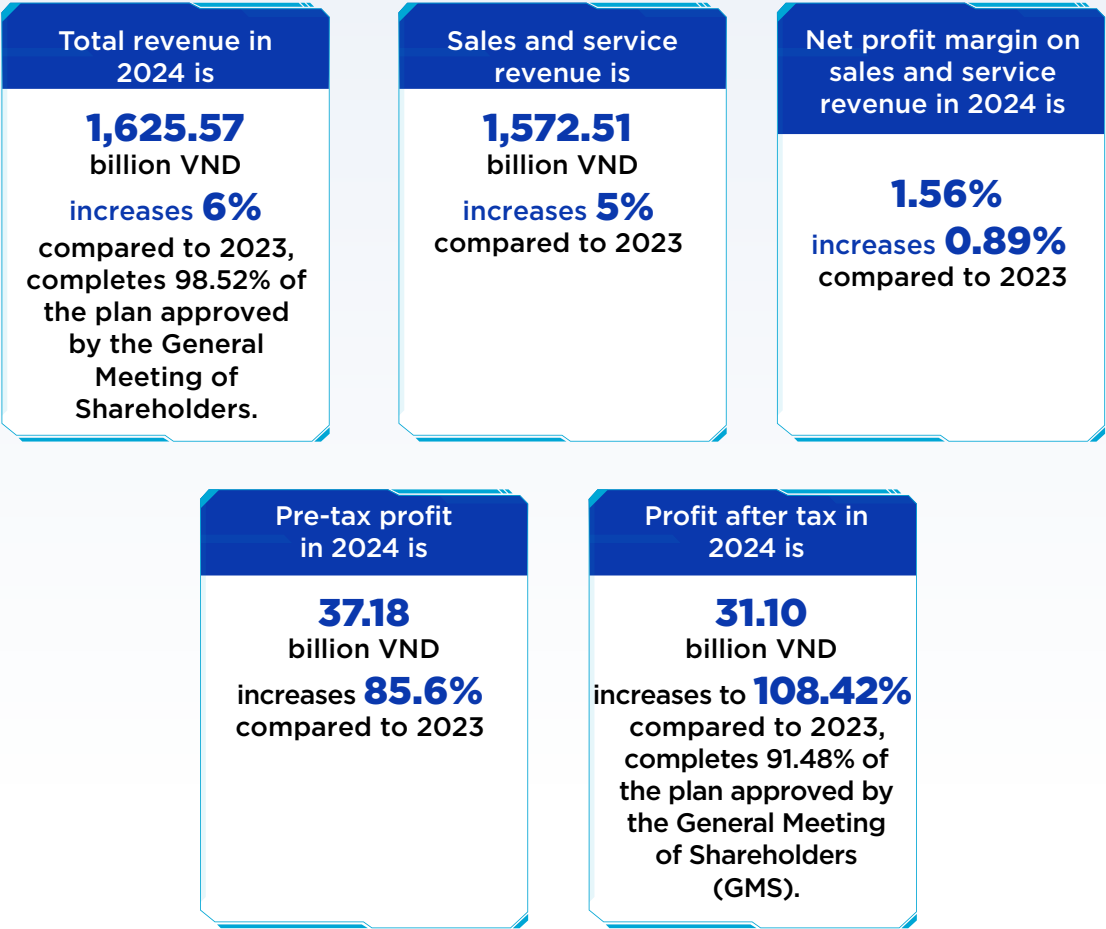 Total revenue in
2024 is
1,625.57
billion VND
increases 6%
compared to 2023,
completes 98.52% of
the plan approved
by the General
Meeting of
Shareholders.
Sales and service
revenue is
1,572.51
billion VND
increases 5%
compared to 2023
Net profit margin on
sales and service
revenue in 2024 is
1.56%
increases 0.89%
compared to 2023
Pre-tax profit
in 2024 is
37.18
billion VND
increases 85.6%
compared to 2023
Profit after tax in
2024 is
31.10
billion VND
increases to 108.42%
compared to 2023,
completes 91.48% of
the plan approved by
the General Meeting
of Shareholders
(GMS).